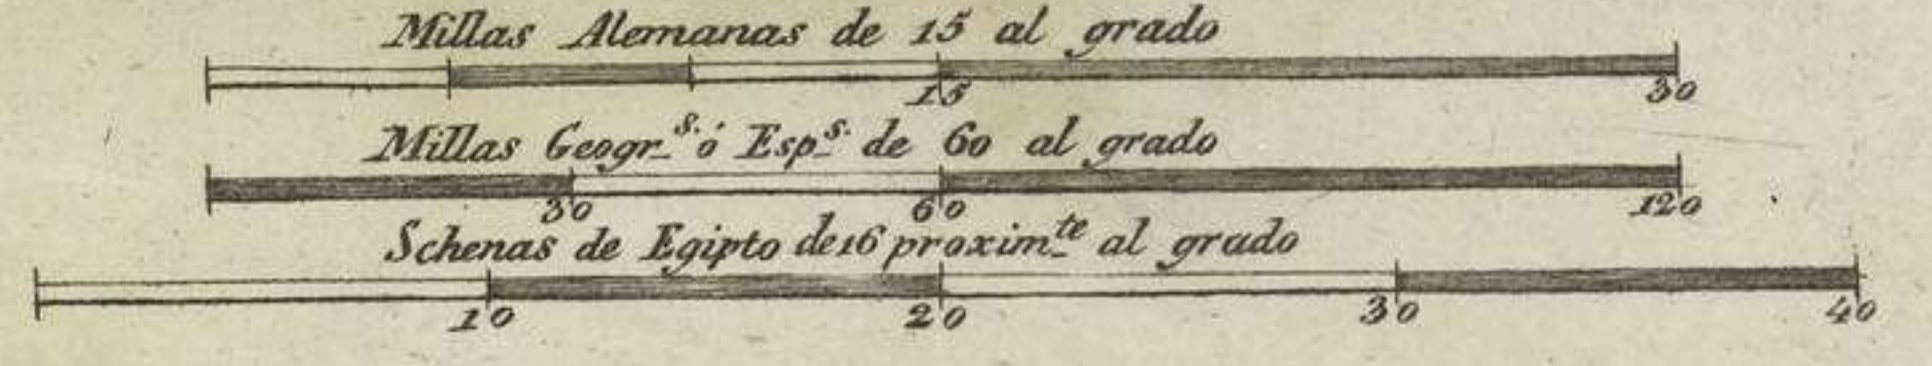 Millas Alemanas de 15 al grado
15 30
Millas Geogr.s ó Esp.s de 60 al grado
30 60 120
Schenas de Egipto de 16 proxim.te al grado
10 20 30 40